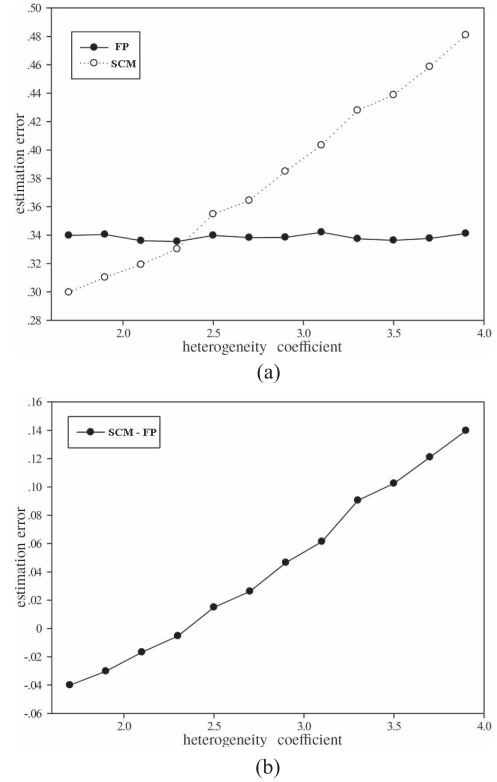 .50
.48
.46
.44
.42
.40
.38
.36
.34
.32
.30
.28
estimation error
FP
SCM
2.0 2.5 3.0 3.5 4.0
heterogeneity coefficient
(a)
.16
.14
.12
.10
.08
.06
.04
.02
0
-.02
-.04
-.06
estimation error
SCM - FP
2.0 2.5 3.0 3.5 4.0
heterogeneity coefficient
(b)